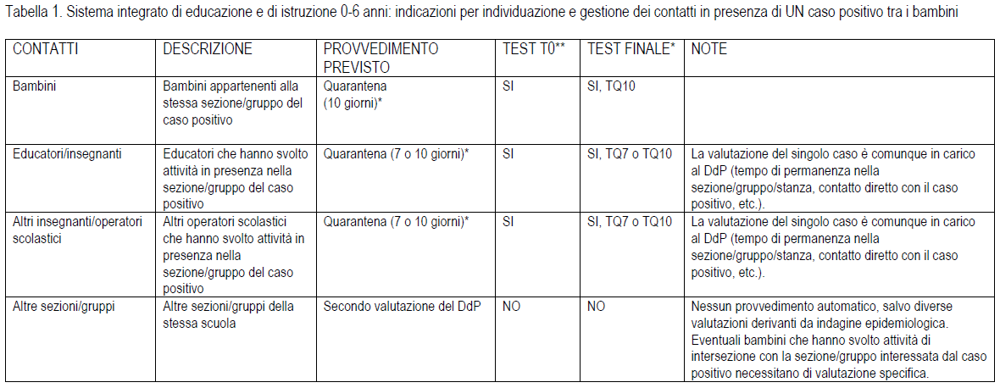 Tabella 1. Sistema integrato di educazione e di istruzione 0-6 anni: indicazioni per individuazione e gestione dei contatti in presenza di UN caso positivo tra i bambini
CONTATTI
DESCRIZIONE
PROVVEDIMENTO
PREVISTO
TEST T0**
TEST FINALE*
NOTE
Bambini
Bambini appartenenti alla
stessa sezione/gruppo del
caso positivo
Quarantena
(10 giorni)*
SI
SI, TQ10
Educatori/insegnanti
Educatori che hanno svolto
attività in presenza nella
sezione/gruppo del caso
positivo
Quarantena (7 o 10 giorni)*
SI
SI, TQ7 o TQ10
La valutazione del singolo caso è comunque in carico
al DdP (tempo di permanenza nella
sezione/gruppo/stanza, contatto diretto con il caso
positivo, etc.).
Altri insegnanti/operatori
scolastici
Altri operatori scolastici
che hanno svolto attività in
presenza nella
sezione/gruppo del caso
positivo
Quarantena (7 o 10 giorni)*
SI
SI, TQ7 o TQ10
La valutazione del singolo caso è comunque in carico
al DdP (tempo di permanenza nella
sezione/gruppo/stanza, contatto diretto con il caso
positivo, etc.).
Altre sezioni/gruppi
Altre sezioni/gruppi della
stessa scuola
Secondo valutazione del DdP
NO
NO
Nessun provvedimento automatico, salvo diverse
valutazioni derivanti da indagine epidemiologica.
Eventuali bambini che hanno svolto attività di
intersezione con la sezione/gruppo interessata dal caso
positivo necessitano di valutazione specifica.